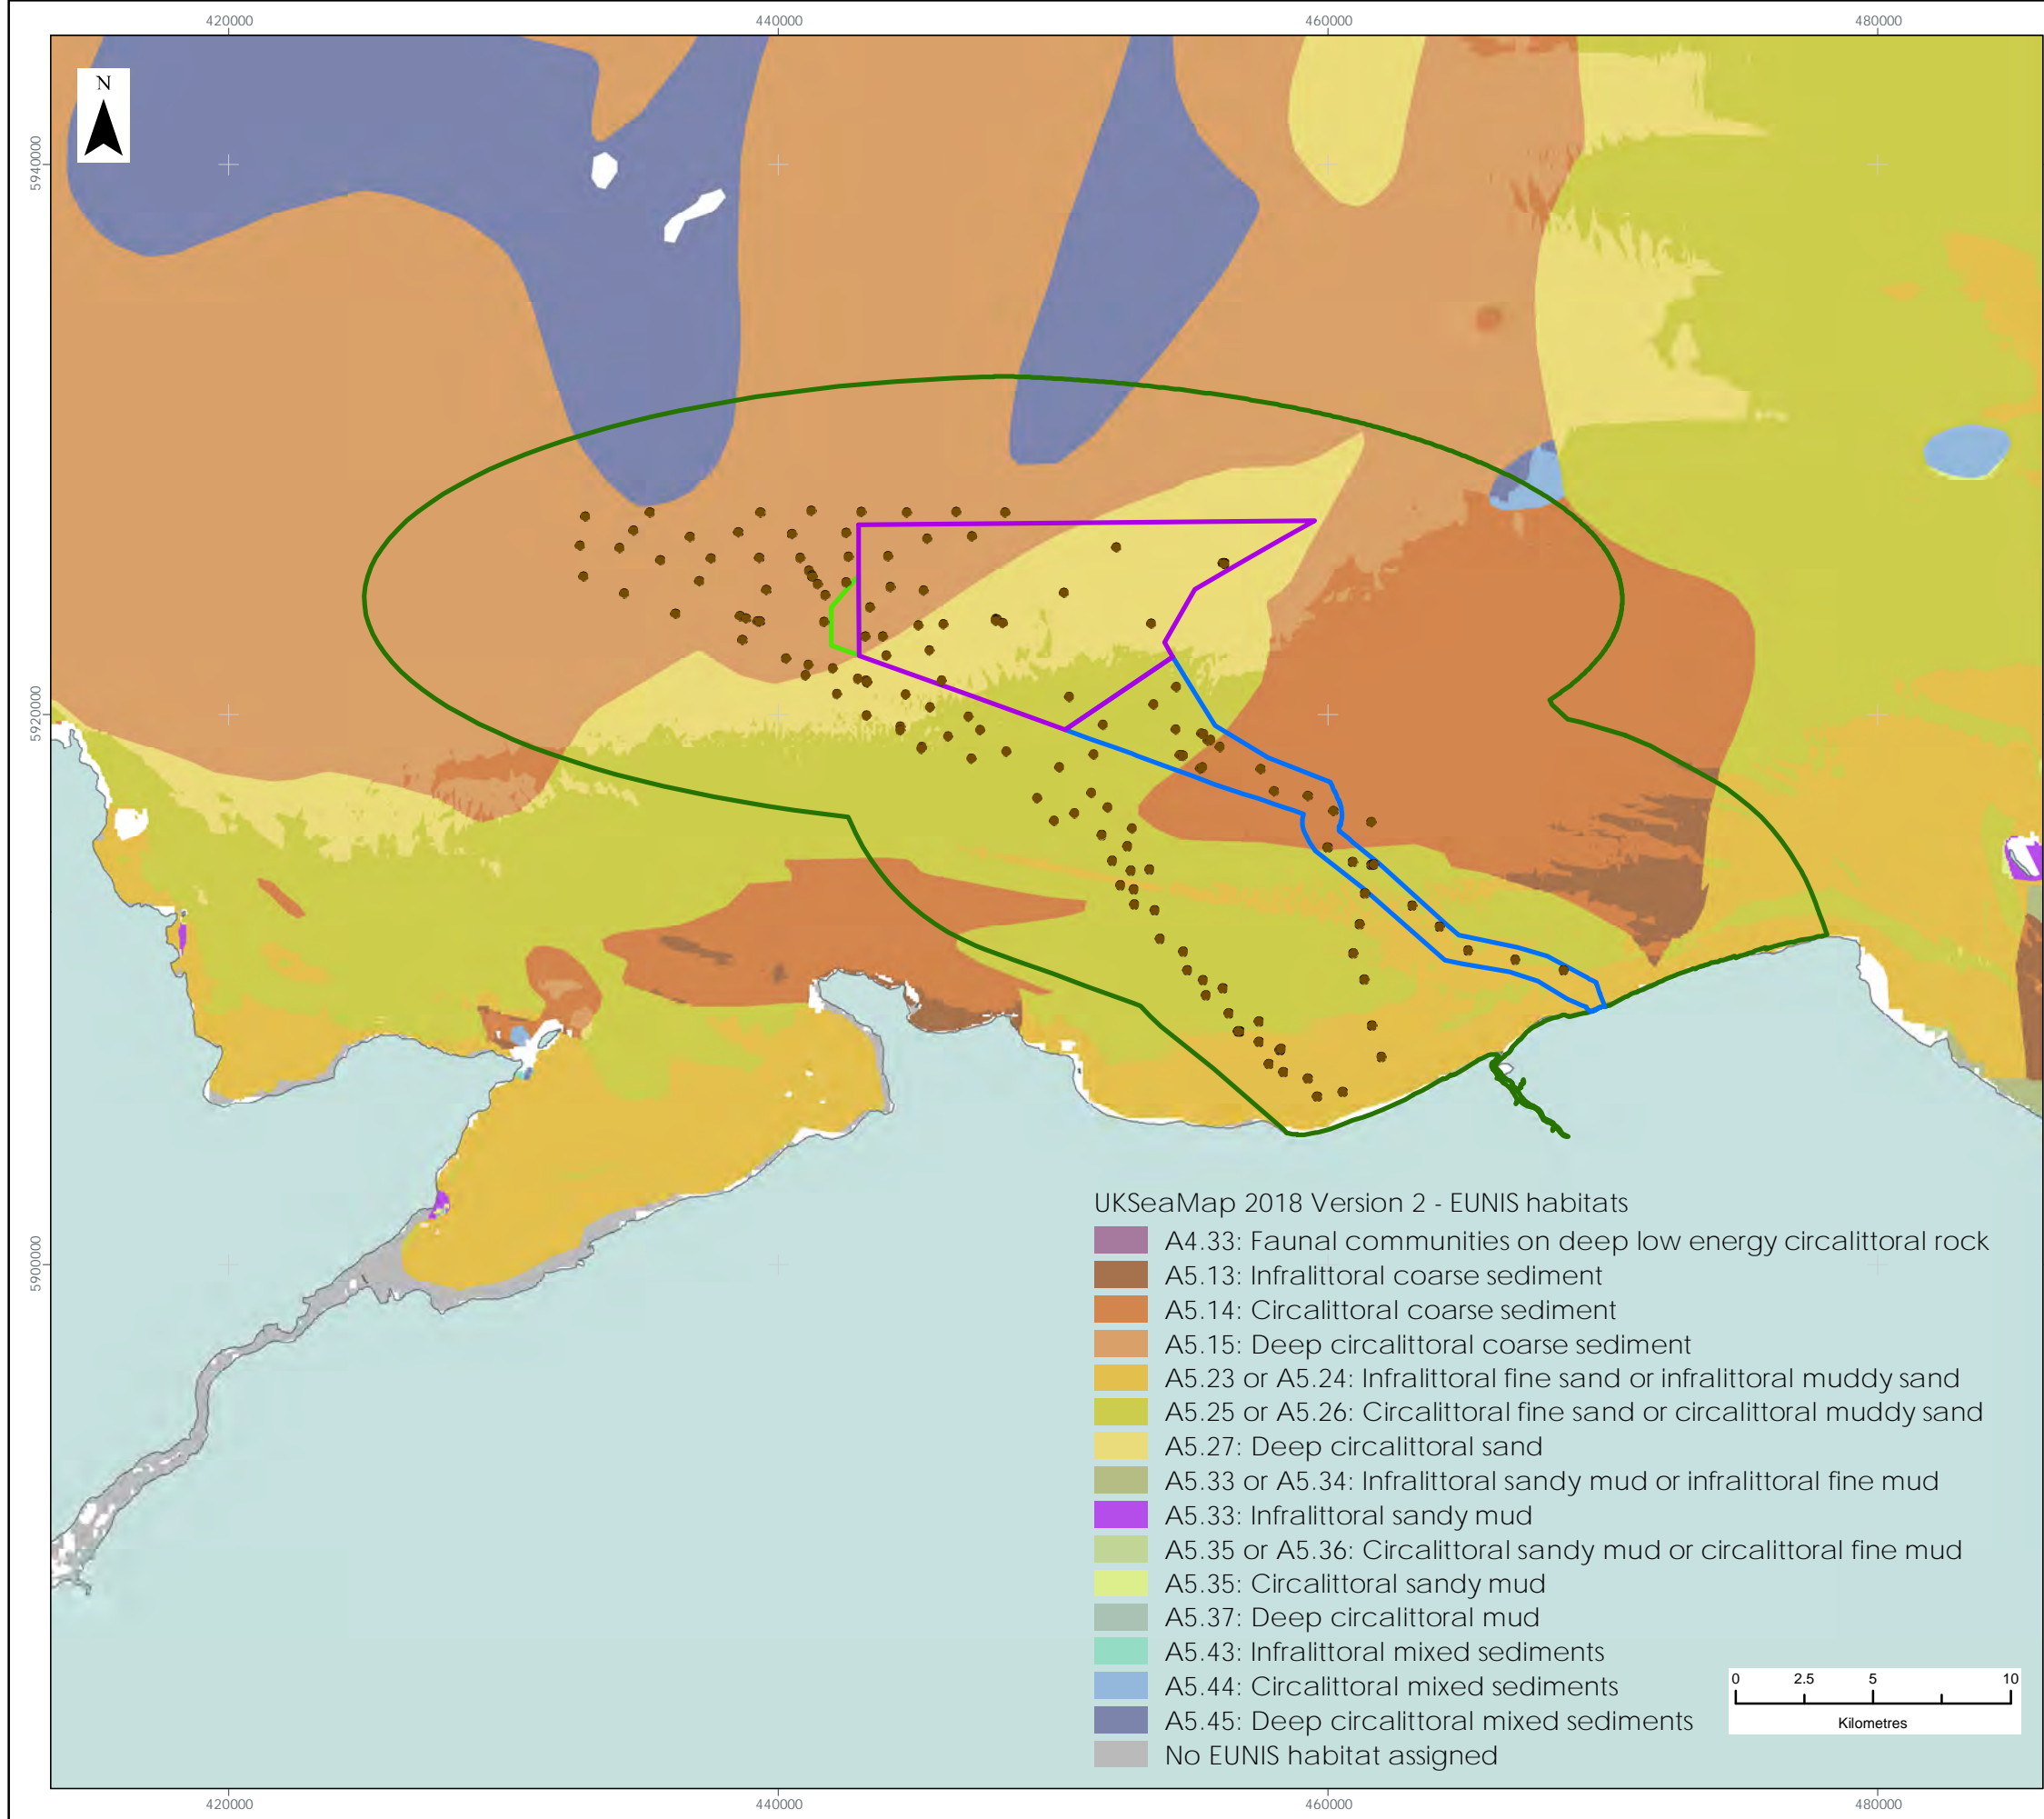 420000 440000 460000 480000
N
5940000
5920000
5900000
UKSeaMap 2018 Version 2 - EUNIS habitats
A4.33: Faunal communities on deep low energy circalittoral rock
A5.13: Infralittoral coarse sediment
A5.14: Circalittoral coarse sediment
A5.15: Deep circalittoral coarse sediment
A5.23 or A5.24: Infralittoral fine sand or infralittoral muddy sand
A5.25 or A5.26: Circalittoral fine sand or circalittoral muddy sand
A5.27: Deep circalittoral sand
A5.33 or A5.34: Infralittoral sandy mud or infralittoral fine mud
A5.33: Infralittoral sandy mud
A5.35 or A5.36: Circalittoral sandy mud or circalittoral fine mud
A5.35: Circalittoral sandy mud
A5.37: Deep circalittoral mud
A5.43: Infralittoral mixed sediments
A5.44: Circalittoral mixed sediments
A5.45: Deep circalittoral mixed sediments
No EUNIS habitat assigned
0 2.5 5 10
Kilometres
420000 440000 460000 480000